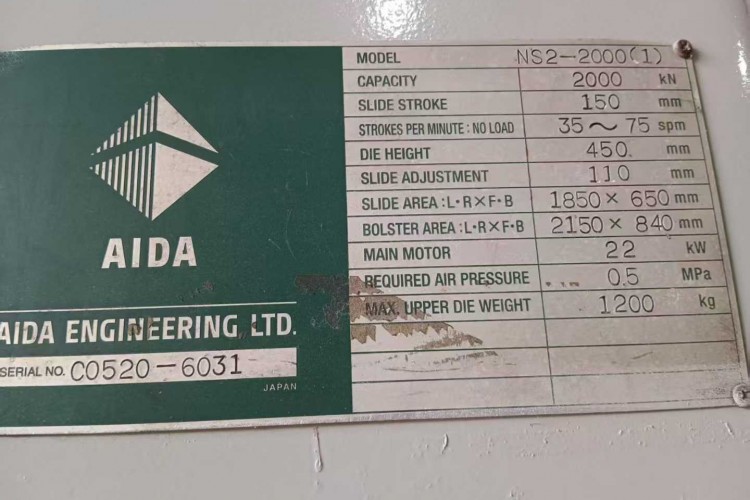 AIDA
AIDA ENGINEERING, LTD.
SERIAL NO. C0520-6031
JAPAN
MODEL NS2-2000(1)
CAPACITY 2000 kN
SLIDE STROKE 150 mm
STROKES PER MINUTE : NO LOAD 35～75 spm
DIE HEIGHT 450. mm
SLIDE ADJUSTMENT 110 mm
SLIDE AREA : L·R×F·B 1850× 650 mm
BOLSTER AREA : L·R×F·B 2150× 840 mm
MAIN MOTOR 22 kW
REQUIRED AIR PRESSURE 0.5 MPa
MAX. UPPER DIE WEIGHT 1200 kg